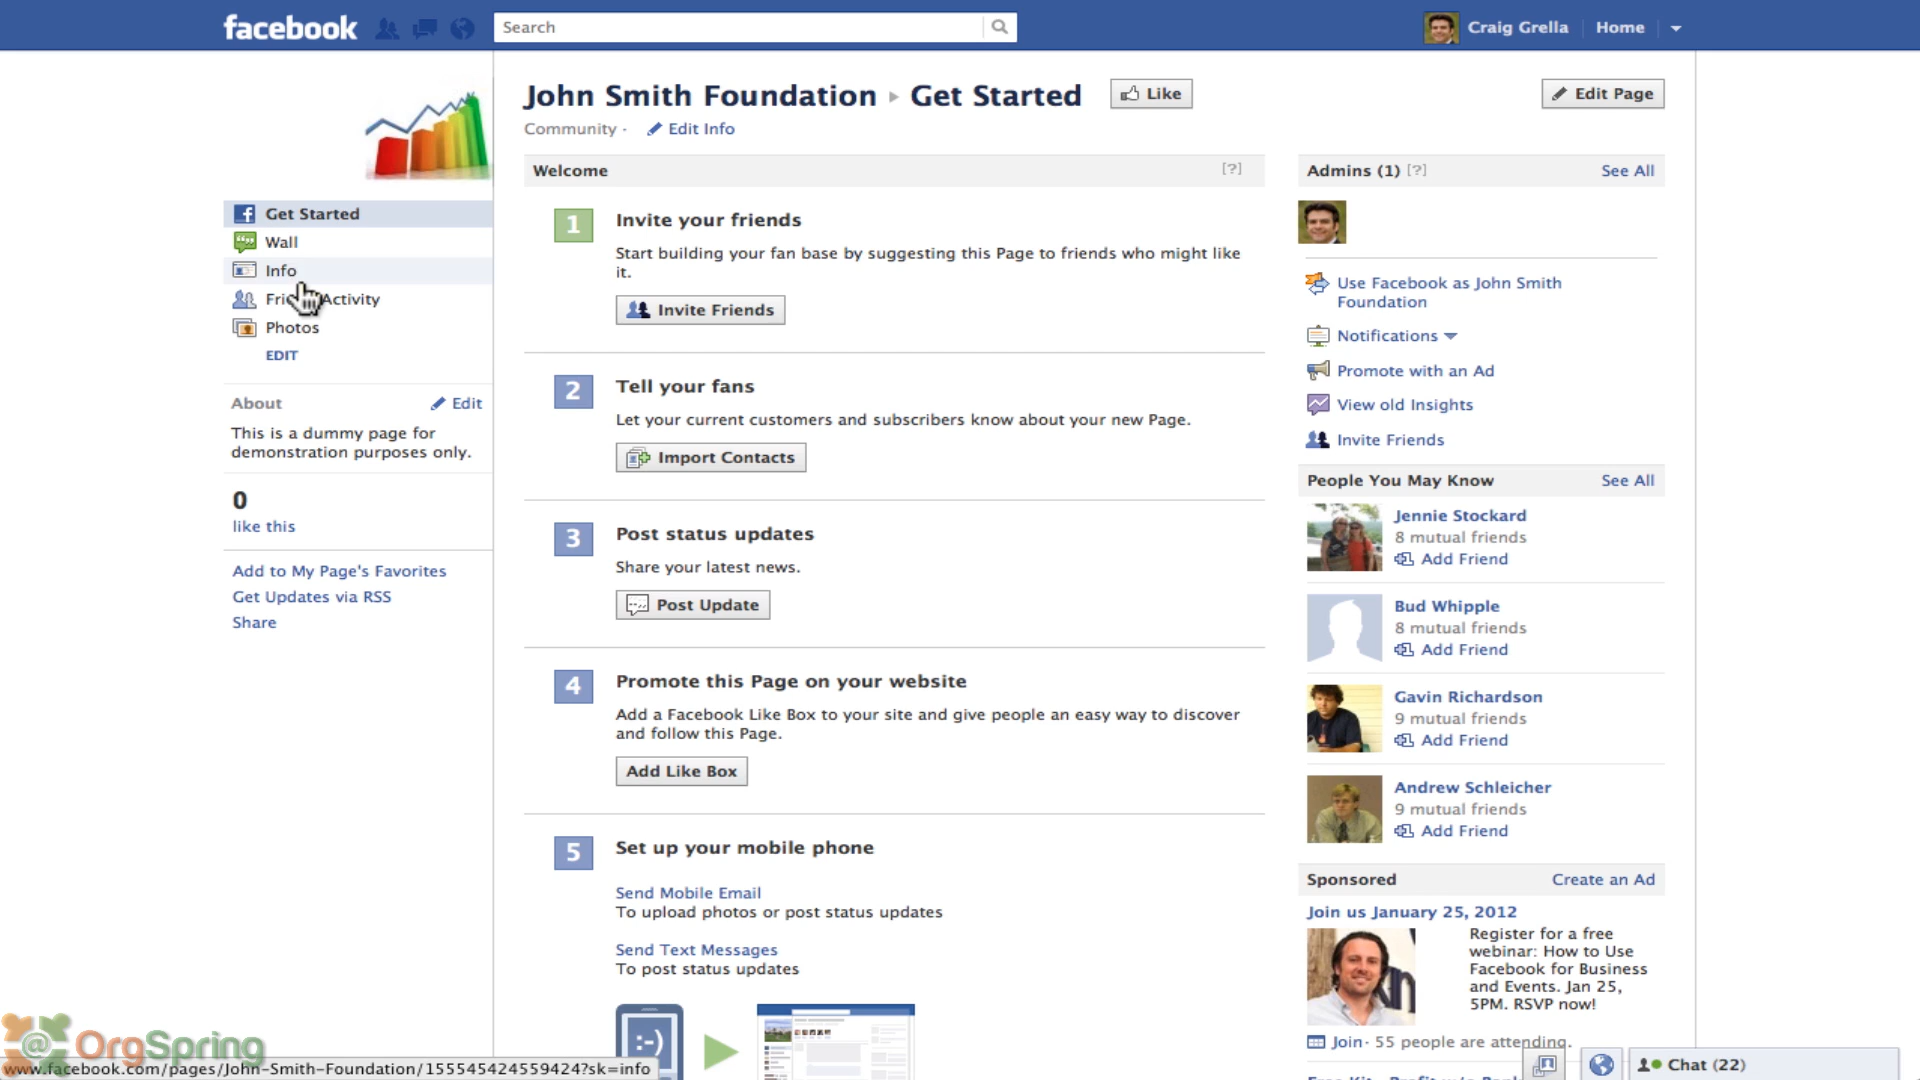 facebook
Search
Craig Grella
Home
John Smith Foundation ▸ Get Started
Like
Edit Page
Community ·
Edit Info
Get Started
Wall
Info
Activity
Photos
EDIT
About
Edit
This is a dummy page for
demonstration purposes only.
0
like this
Add to My Page's Favorites
Get Updates via RSS
Share
Welcome
[?]
1
Invite your friends
Start building your fan base by suggesting this Page to friends who might like
it.
Invite Friends
2
Tell your fans
Let your current customers and subscribers know about your new Page.
Import Contacts
3
Post status updates
Share your latest news.
Post Update
4
Promote this Page on your website
Add a Facebook Like Box to your site and give people an easy way to discover
and follow this Page.
Add Like Box
5
Set up your mobile phone
Send Mobile Email
To upload photos or post status updates
Send Text Messages
To post status updates
:-)
Admins (1) [?]
See All
Use Facebook as John Smith
Foundation
Notifications
Promote with an Ad
View old Insights
Invite Friends
People You May Know
See All
Jennie Stockard
8 mutual friends
Add Friend
Bud Whipple
8 mutual friends
Add Friend
Gavin Richardson
9 mutual friends
Add Friend
Andrew Schleicher
9 mutual friends
Add Friend
Sponsored
Create an Ad
Join us January 25, 2012
Register for a free
webinar: How to Use
Facebook for Business
and Events. Jan 25,
5PM. RSVP now!
Join · 55 people are attending.
Chat (22)
@ OrgSpring
www.facebook.com/pages/John-Smith-Foundation/155545424559424?sk=info